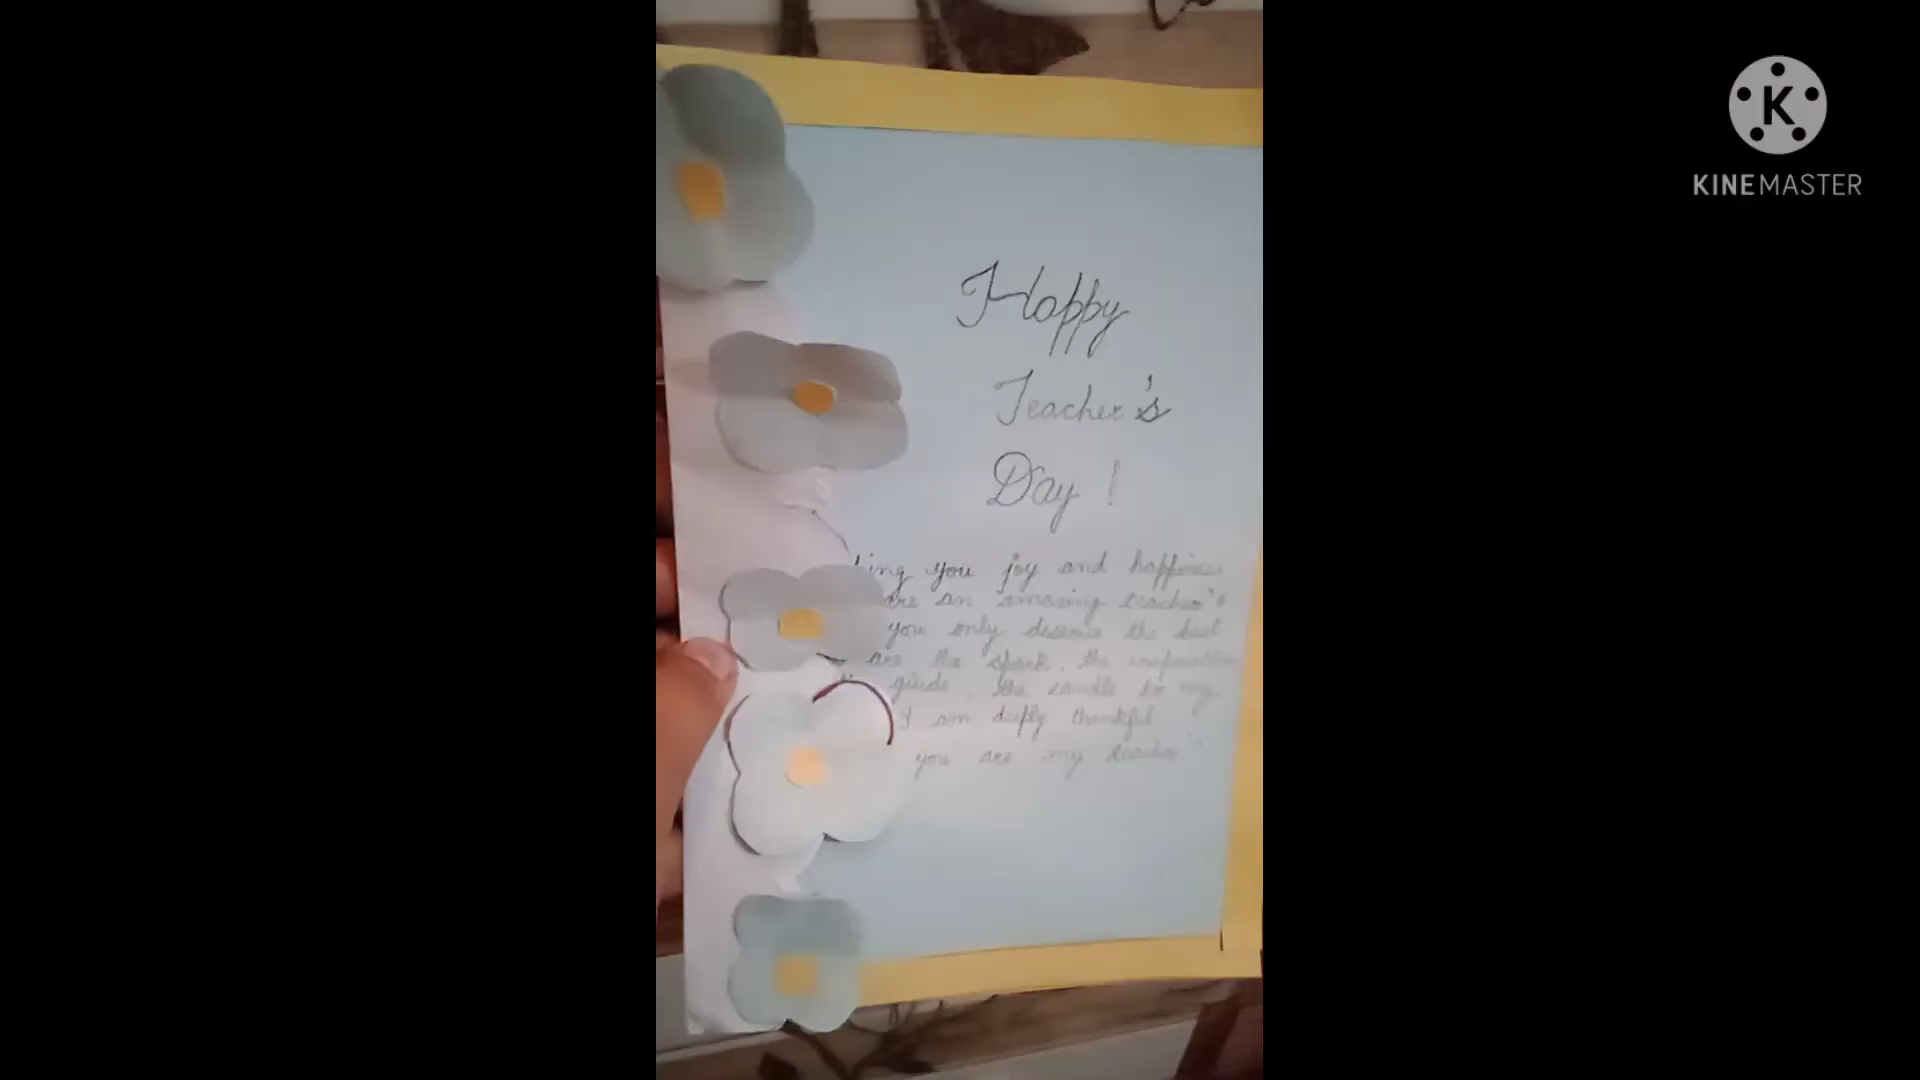 Happy
Teacher's
Day !
you joy and happiness
are an amazing teacher's
you only deserve the best
are the spark, the inspiration
guide, the candle to my
I am deeply thankful
you are my teacher
KINEMASTER